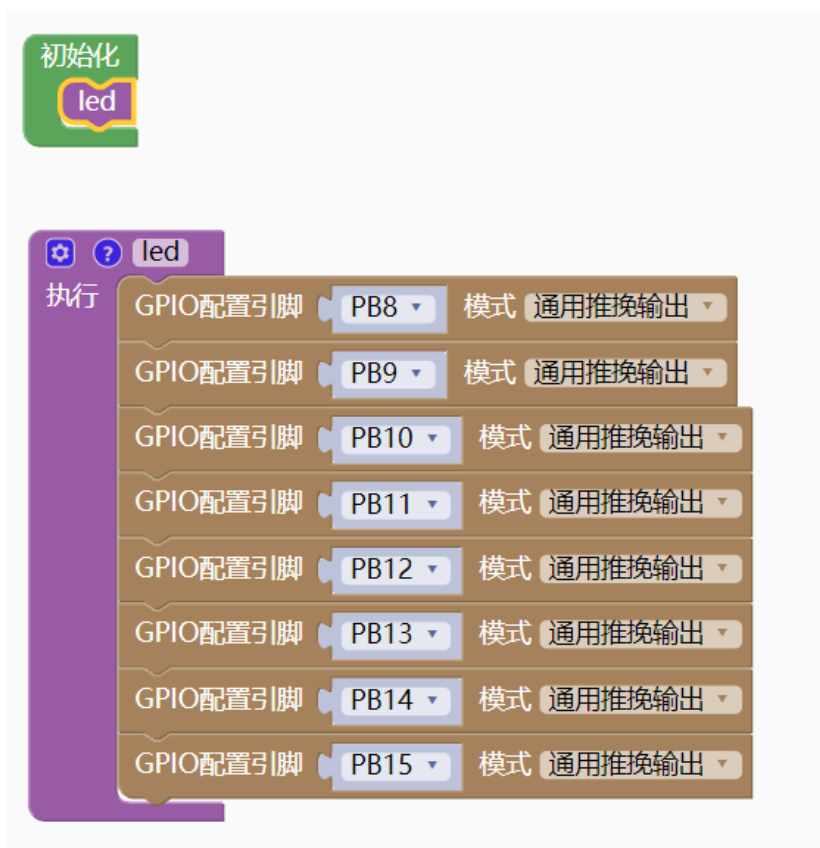 初始化
led
led
执行
GPIO配置引脚 PB8 模式 通用推挽输出
GPIO配置引脚 PB9 模式 通用推挽输出
GPIO配置引脚 PB10 模式 通用推挽输出
GPIO配置引脚 PB11 模式 通用推挽输出
GPIO配置引脚 PB12 模式 通用推挽输出
GPIO配置引脚 PB13 模式 通用推挽输出
GPIO配置引脚 PB14 模式 通用推挽输出
GPIO配置引脚 PB15 模式 通用推挽输出